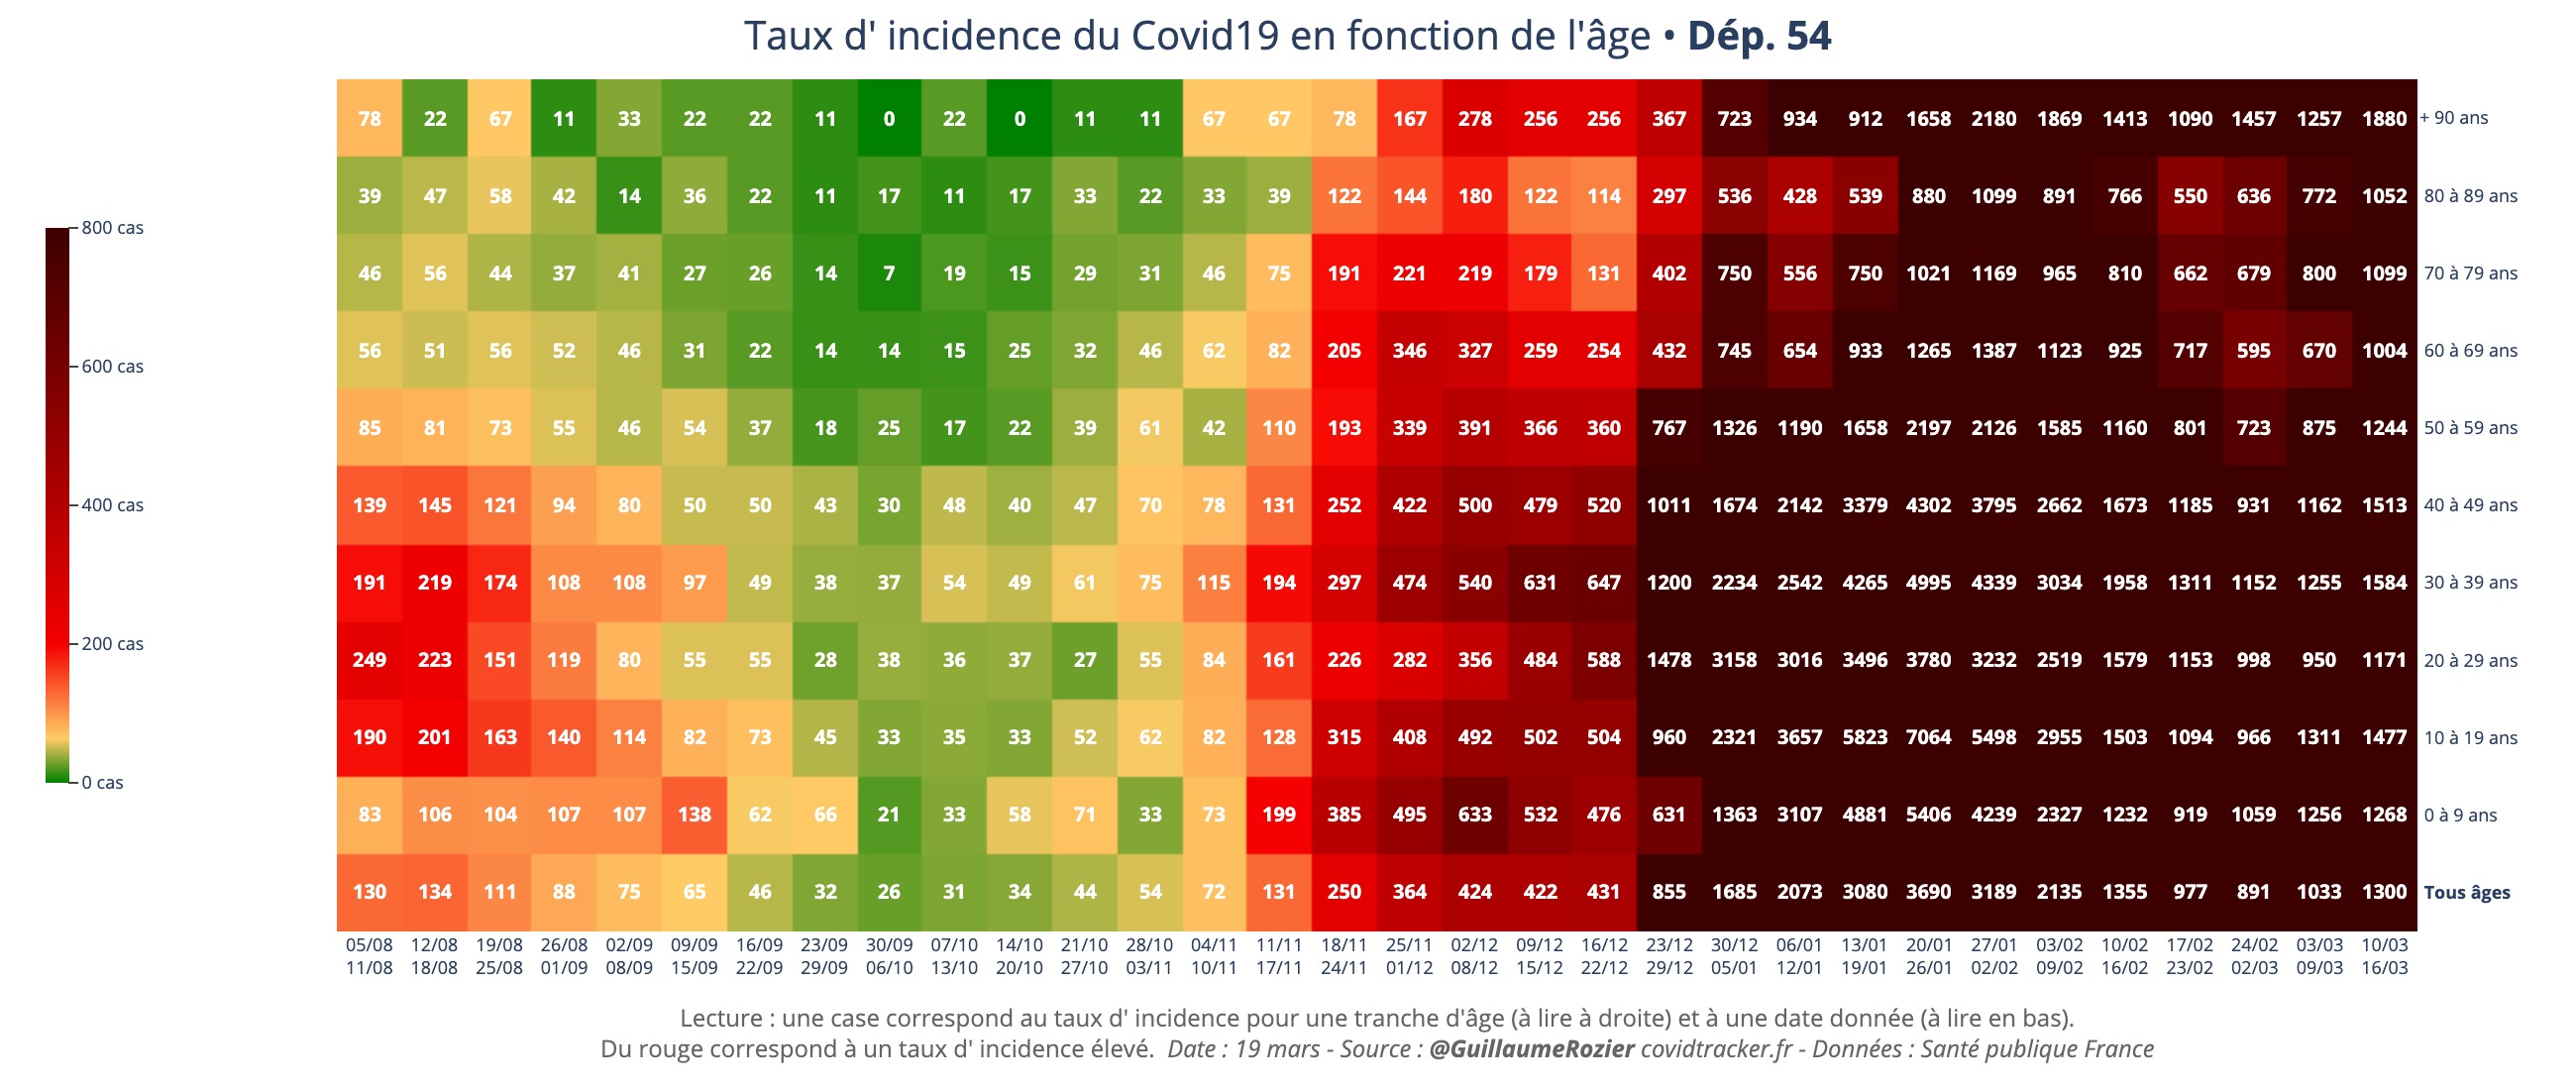 Taux d' incidence du Covid19 en fonction de l'âge • Dép. 54
78 22 67 11 33 22 22 11 0 22 0 11 11 67 67 78 167 278 256 256 367 723 934 912 1658 2180 1869 1413 1090 1457 1257 1880 + 90 ans
39 47 58 42 14 36 22 11 17 11 17 33 22 33 39 122 144 180 122 114 297 536 428 539 880 1099 891 766 550 636 772 1052 80 à 89 ans
800 cas
46 56 44 37 41 27 26 14 7 19 15 29 31 46 75 191 221 219 179 131 402 750 556 750 1021 1169 965 810 662 679 800 1099 70 à 79 ans
56 51 56 52 46 31 22 14 14 15 25 32 46 62 82 205 346 327 259 254 432 745 654 933 1265 1387 1123 925 717 595 670 1004 60 à 69 ans
600 cas
85 81 73 55 46 54 37 18 25 17 22 39 61 42 110 193 339 391 366 360 767 1326 1190 1658 2197 2126 1585 1160 801 723 875 1244 50 à 59 ans
400 cas
139 145 121 94 80 50 50 43 30 48 40 47 70 78 131 252 422 500 479 520 1011 1674 2142 3379 4302 3795 2662 1673 1185 931 1162 1513 40 à 49 ans
191 219 174 108 108 97 49 38 37 54 49 61 75 115 194 297 474 540 631 647 1200 2234 2542 4265 4995 4339 3034 1958 1311 1152 1255 1584 30 à 39 ans
200 cas
249 223 151 119 80 55 55 28 38 36 37 27 55 84 161 226 282 356 484 588 1478 3158 3016 3496 3780 3232 2519 1579 1153 998 950 1171 20 à 29 ans
190 201 163 140 114 82 73 45 33 35 33 52 62 82 128 315 408 492 502 504 960 2321 3657 5823 7064 5498 2955 1503 1094 966 1311 1477 10 à 19 ans
0 cas
83 106 104 107 107 138 62 66 21 33 58 71 33 73 199 385 495 633 532 476 631 1363 3107 4881 5406 4239 2327 1232 919 1059 1256 1268 0 à 9 ans
130 134 111 88 75 65 46 32 26 31 34 44 54 72 131 250 364 424 422 431 855 1685 2073 3080 3690 3189 2135 1355 977 891 1033 1300 Tous âges
05/08 12/08 19/08 26/08 02/09 09/09 16/09 23/09 30/09 07/10 14/10 21/10 28/10 04/11 11/11 18/11 25/11 02/12 09/12 16/12 23/12 30/12 06/01 13/01 20/01 27/01 03/02 10/02 17/02 24/02 03/03 10/03
11/08 18/08 25/08 01/09 08/09 15/09 22/09 29/09 06/10 13/10 20/10 27/10 03/11 10/11 17/11 24/11 01/12 08/12 15/12 22/12 29/12 05/01 12/01 19/01 26/01 02/02 09/02 16/02 23/02 02/03 09/03 16/03
Lecture : une case correspond au taux d' incidence pour une tranche d'âge (à lire à droite) et à une date donnée (à lire en bas).
Du rouge correspond à un taux d' incidence élevé. Date : 19 mars - Source : @GuillaumeRozier covidtracker.fr - Données : Santé publique France